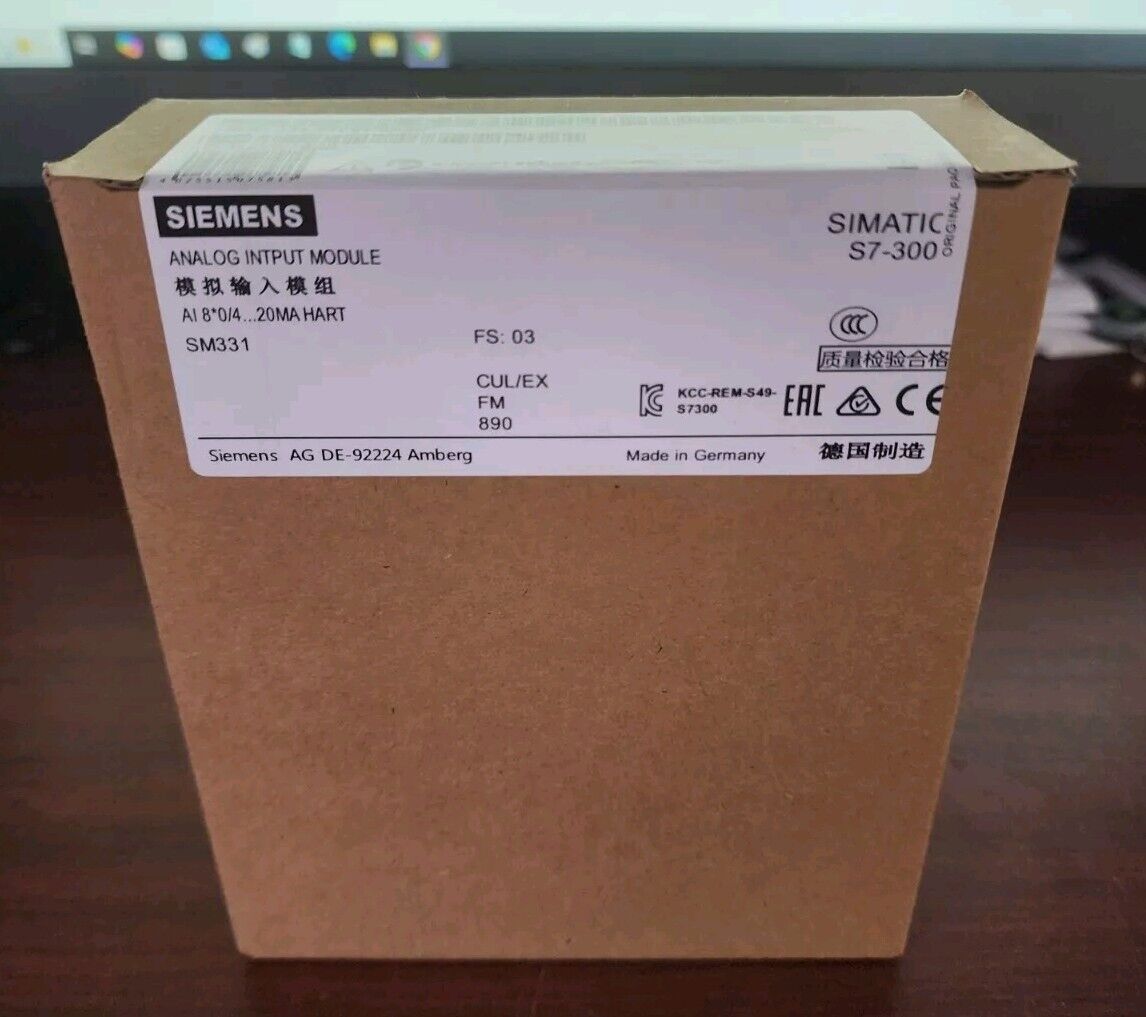 SIEMENS
ANALOG INTPUT MODULE
模拟输入模组
AI 8*0/4...20MA HART
SM331
FS: 03
CUL/EX
FM
890
SIMATIC
S7-300
ORIGINAL
CCC
质量检验合格
KCC-REM-S49-
S7300
EAC
CE
Siemens AG DE-92224 Amberg
Made in Germany
德国制造